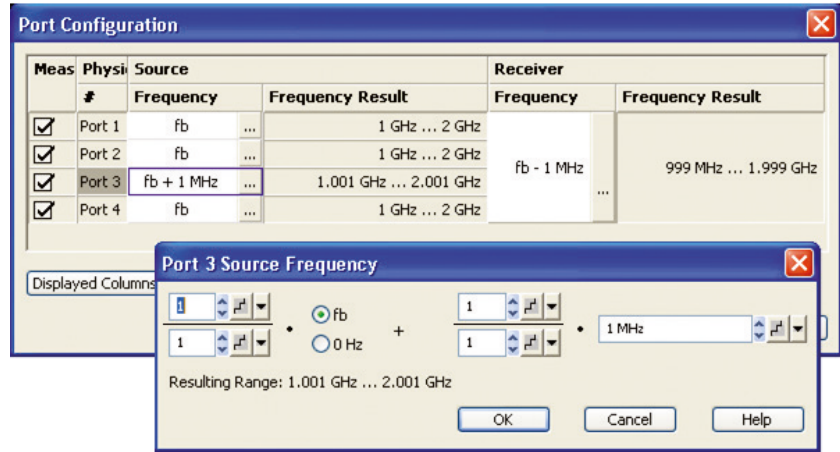 Port Configuration
Meas Physi Source Receiver
# Frequency Frequency Result Frequency Frequency Result
Port 1 fb ... 1 GHz ... 2 GHz
Port 2 fb ... 1 GHz ... 2 GHz
fb - 1 MHz ... 999 MHz ... 1.999 GHz
Port 3 fb + 1 MHz ... 1.001 GHz ... 2.001 GHz
Port 4 fb ... 1 GHz ... 2 GHz
Displayed Columns
Port 3 Source Frequency
1 fb 1
• + • 1 MHz
1 0 Hz 1
Resulting Range: 1.001 GHz ... 2.001 GHz
OK Cancel Help